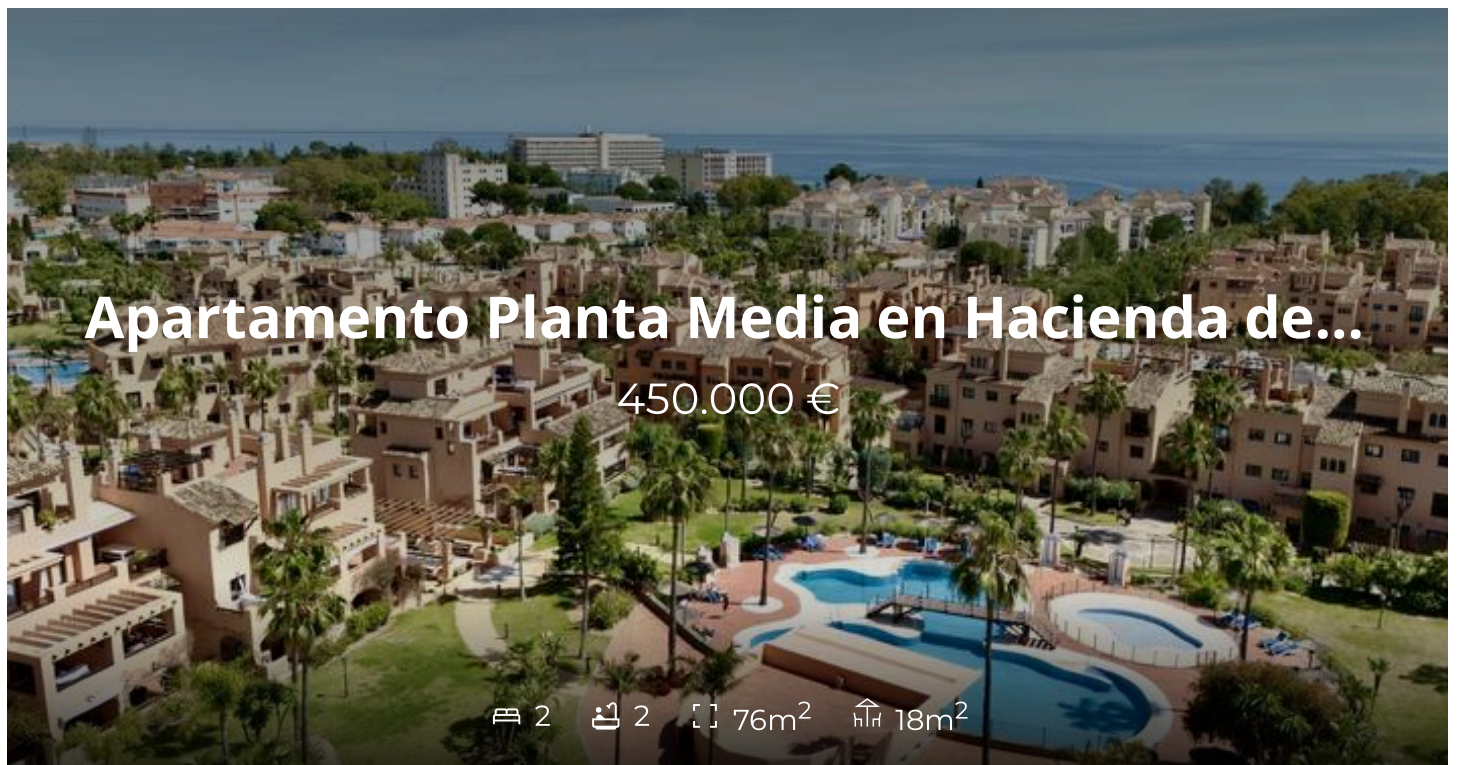 Apartamento Planta Media en Hacienda de...
450.000 €
2 2 76m² 18m²